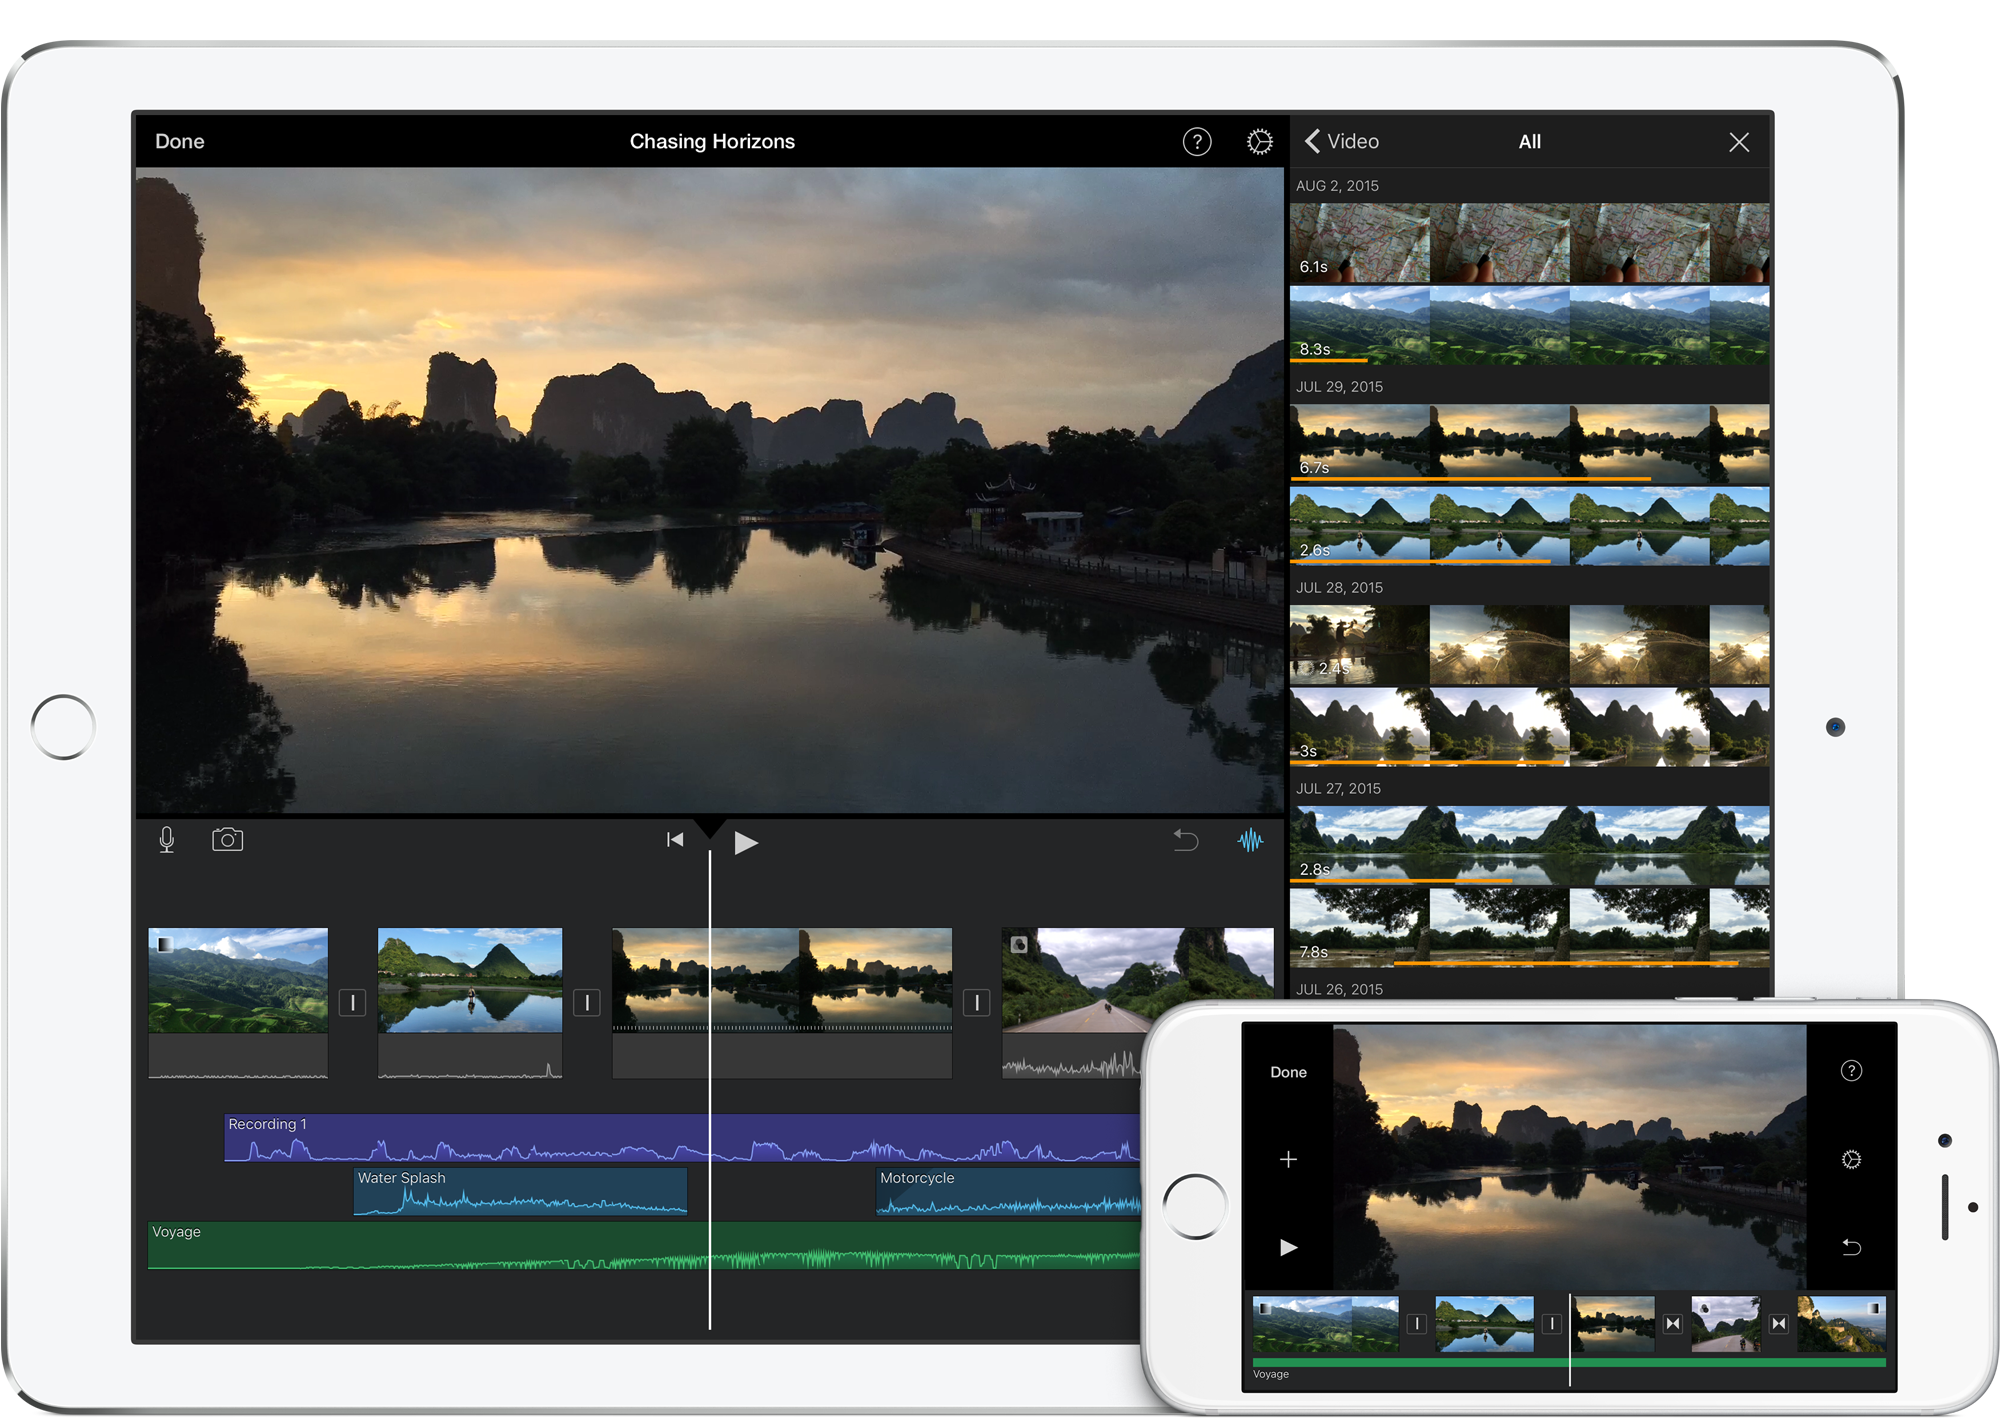 Done
Chasing Horizons
?
Video
All
AUG 2, 2015
6.1s
8.3s
JUL 29, 2015
6.7s
2.6s
JUL 28, 2015
2.4s
3s
JUL 27, 2015
2.8s
7.8s
JUL 26, 2015
Recording 1
Water Splash
Motorcycle
Voyage
Done
?
Voyage